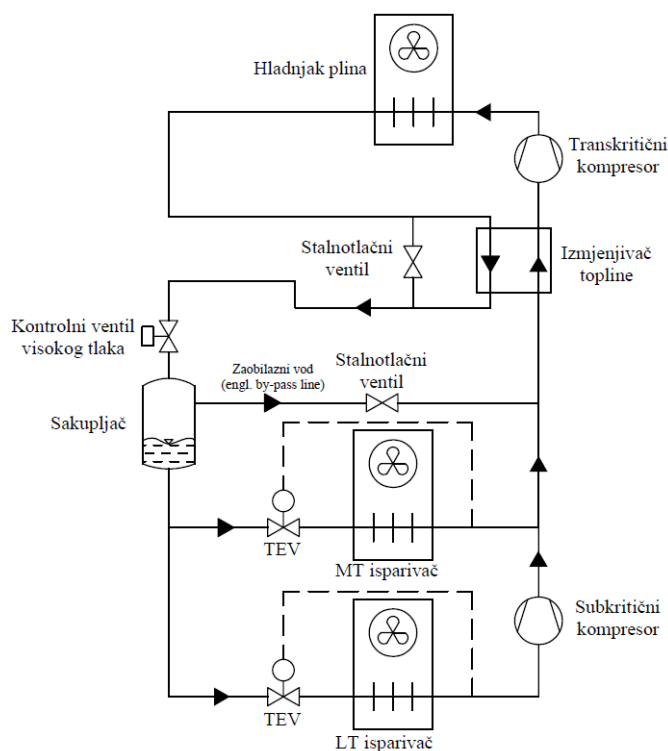 Hladnjak plina
Transkritični
kompresor
Stalnotlačni
ventil
Izmjenjivač
topline
Kontrolni ventil
visokog tlaka
Zaobilazni vod
(engl. by-pass line)
Stalnotlačni
ventil
Sakupljač
TEV
MT isparivač
Subkritični
kompresor
TEV
LT isparivač